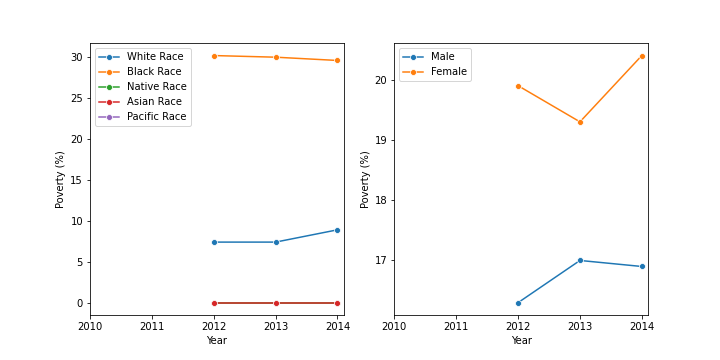 30
25
20
15
10
5
0
Poverty (%)
White Race
Black Race
Native Race
Asian Race
Pacific Race
2010 2011 2012 2013 2014
Year
20
19
18
17
Poverty (%)
Male
Female
2010 2011 2012 2013 2014
Year